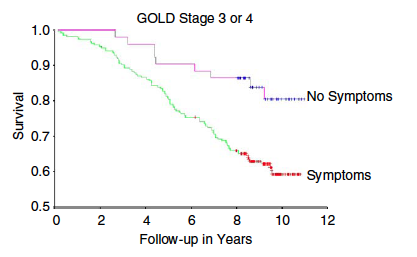 GOLD Stage 3 or 4
1.0
0.9
0.8
0.7
0.6
0.5
Survival
No Symptoms
Symptoms
0 2 4 6 8 10 12
Follow-up in Years